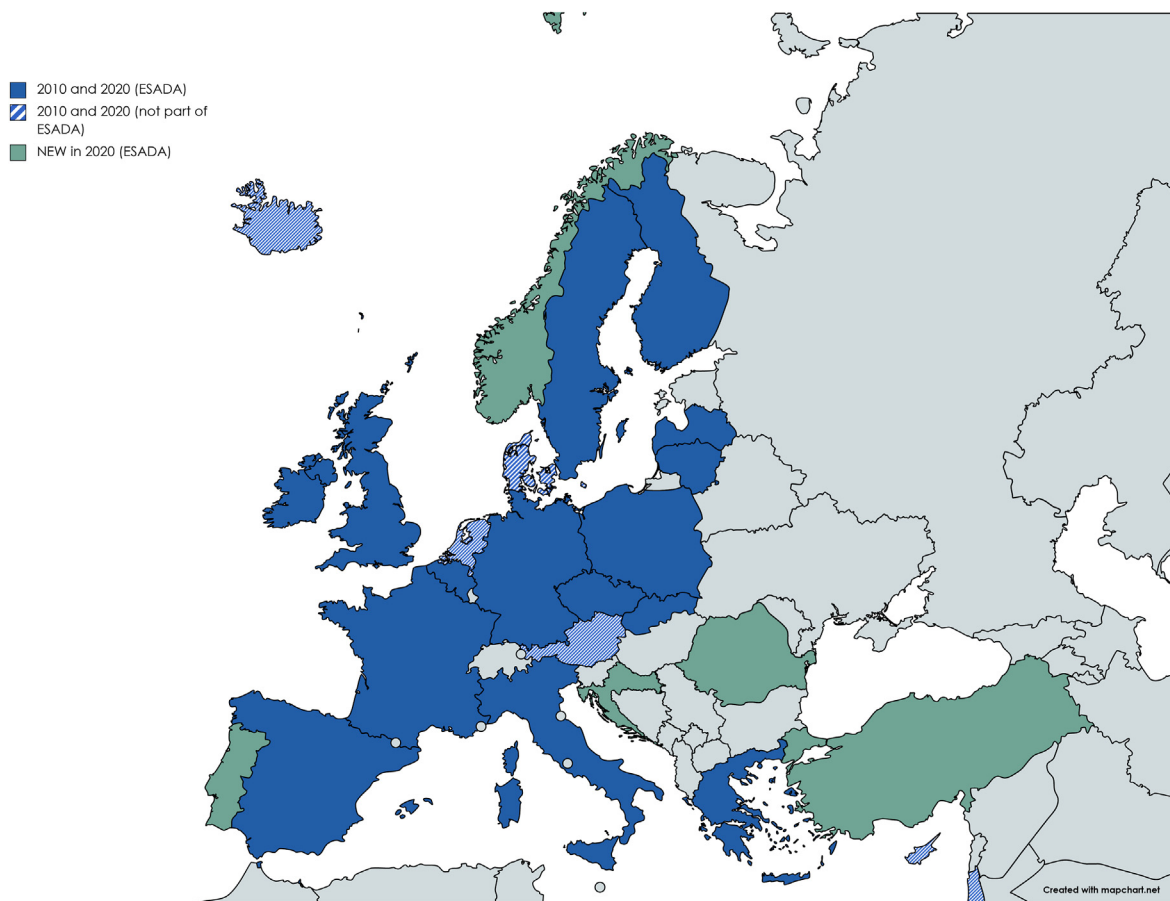 2010 and 2020 (ESADA)
2010 and 2020 (not part of
ESADA)
NEW in 2020 (ESADA)
Created with mapchart.net